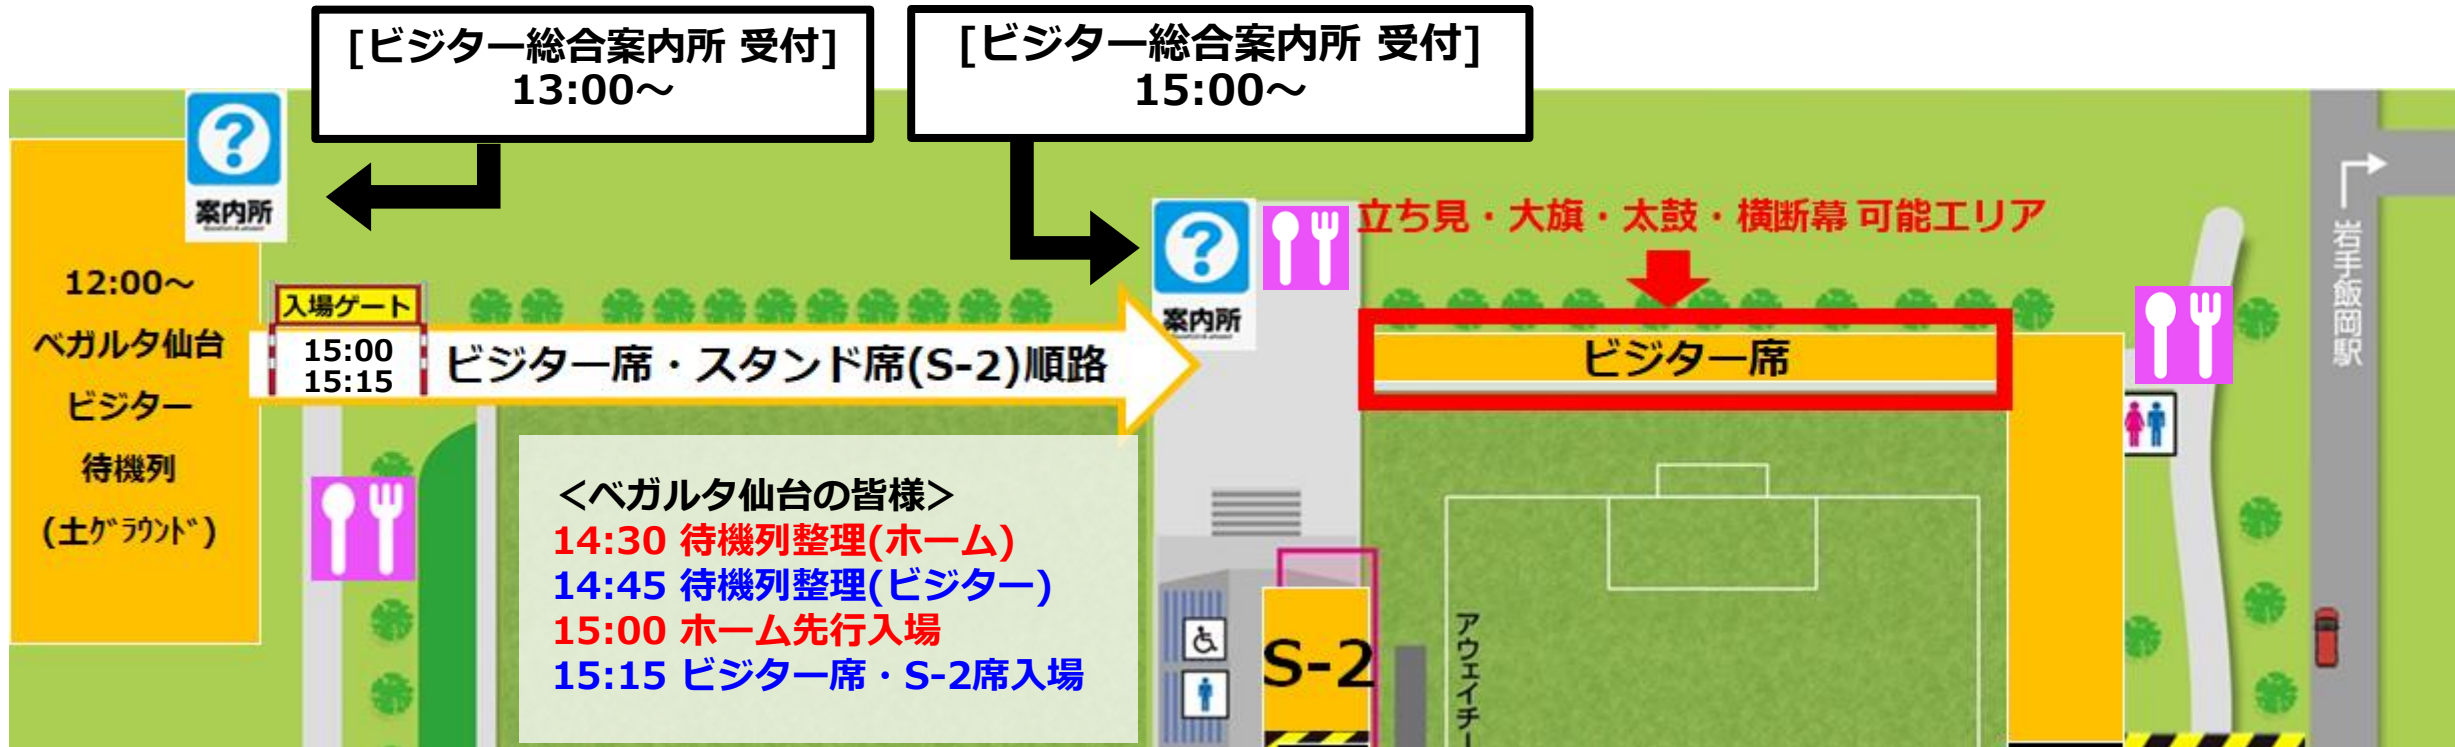 [ビジター総合案内所 受付]
13:00～
[ビジター総合案内所 受付]
15:00～
?
案内所
?
案内所
立ち見・大旗・太鼓・横断幕 可能エリア
12:00～
ベガルタ仙台
ビジター
待機列
(土ｸﾞﾗｳﾝﾄﾞ)
入場ゲート
15:00
15:15
ビジター席・スタンド席(S-2)順路
ビジター席
岩手飯岡駅
＜ベガルタ仙台の皆様＞
14:30 待機列整理(ホーム)
14:45 待機列整理(ビジター)
15:00 ホーム先行入場
15:15 ビジター席・S-2席入場
S-2
アウェイチー